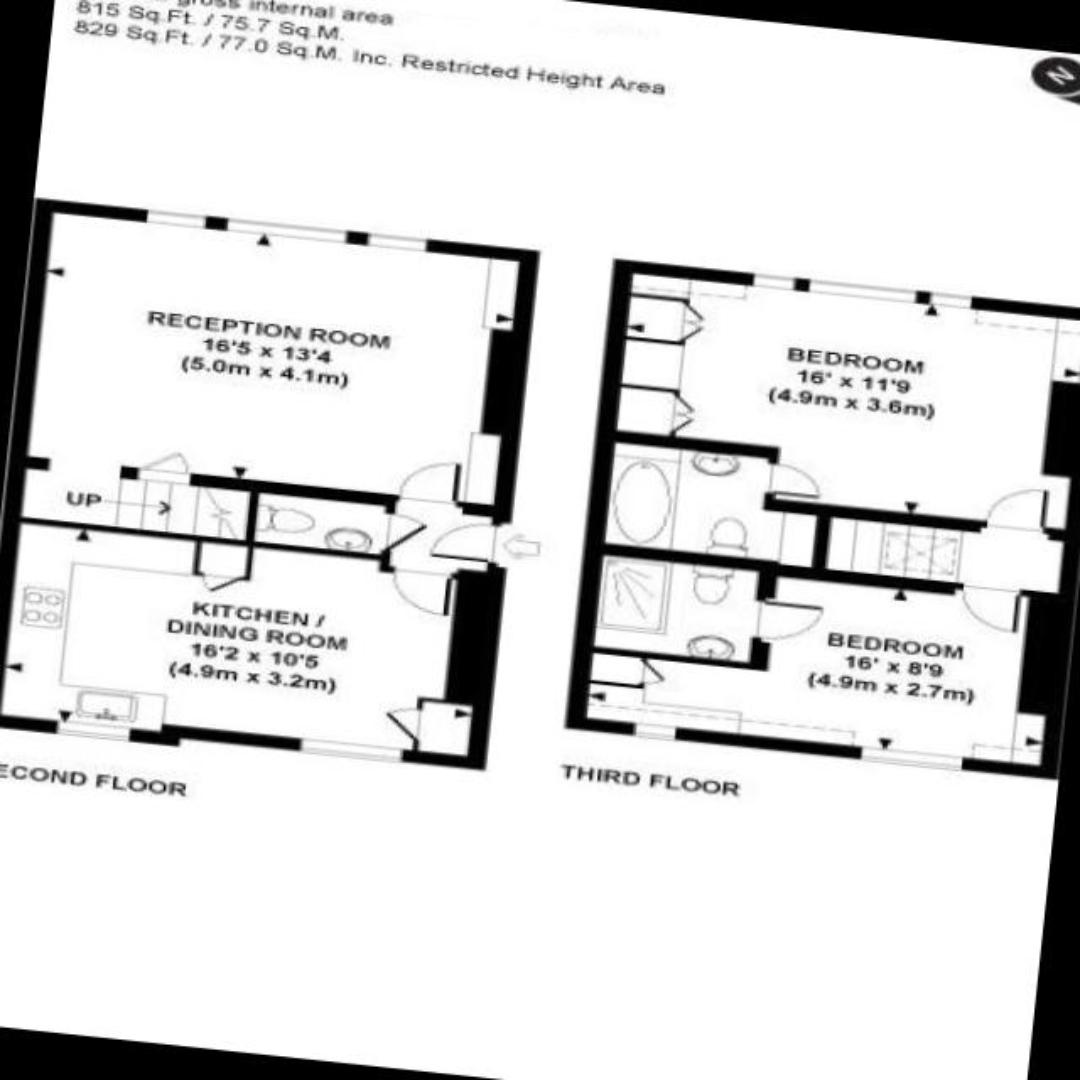 gross internal area
815 Sq.Ft. / 75.7 Sq.M.
829 Sq.Ft. / 77.0 Sq.M. Inc. Restricted Height Area
N
RECEPTION ROOM
16'5 x 13'4
(5.0m x 4.1m)
UP
KITCHEN /
DINING ROOM
16'2 x 10'5
(4.9m x 3.2m)
ECOND FLOOR
BEDROOM
16' x 11'9
(4.9m x 3.6m)
BEDROOM
16' x 8'9
(4.9m x 2.7m)
THIRD FLOOR